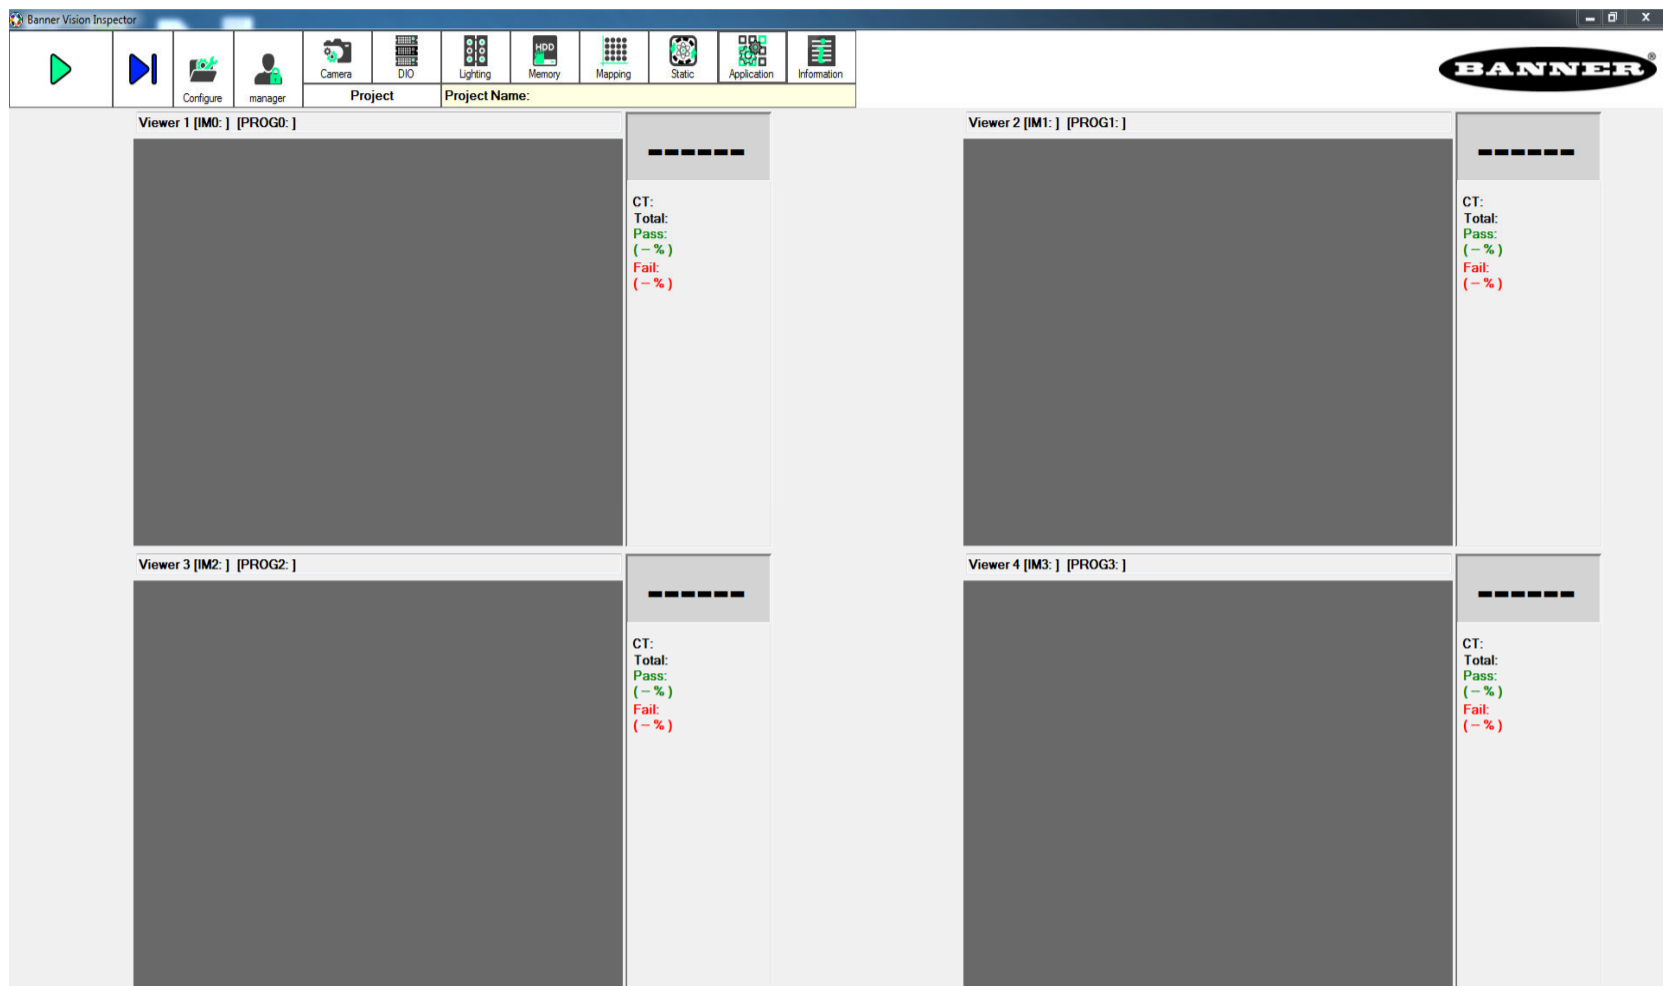 Banner Vision Inspector
Configure
manager
Camera
DIO
Lighting
HDD
Memory
Mapping
Static
Application
Information
Project
Project Name:
BANNER®
Viewer 1 [IM0: ] [PROG0: ]
------
CT:
Total:
Pass:
( -- % )
Fail:
( -- % )
Viewer 2 [IM1: ] [PROG1: ]
------
CT:
Total:
Pass:
( -- % )
Fail:
( -- % )
Viewer 3 [IM2: ] [PROG2: ]
------
CT:
Total:
Pass:
( -- % )
Fail:
( -- % )
Viewer 4 [IM3: ] [PROG3: ]
------
CT:
Total:
Pass:
( -- % )
Fail:
( -- % )